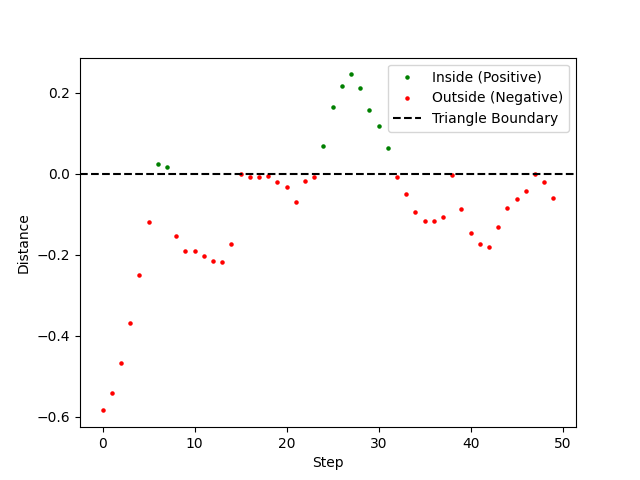 Inside (Positive)
Outside (Negative)
Triangle Boundary
0.2
0.0
−0.2
−0.4
−0.6
Distance
0 10 20 30 40 50
Step